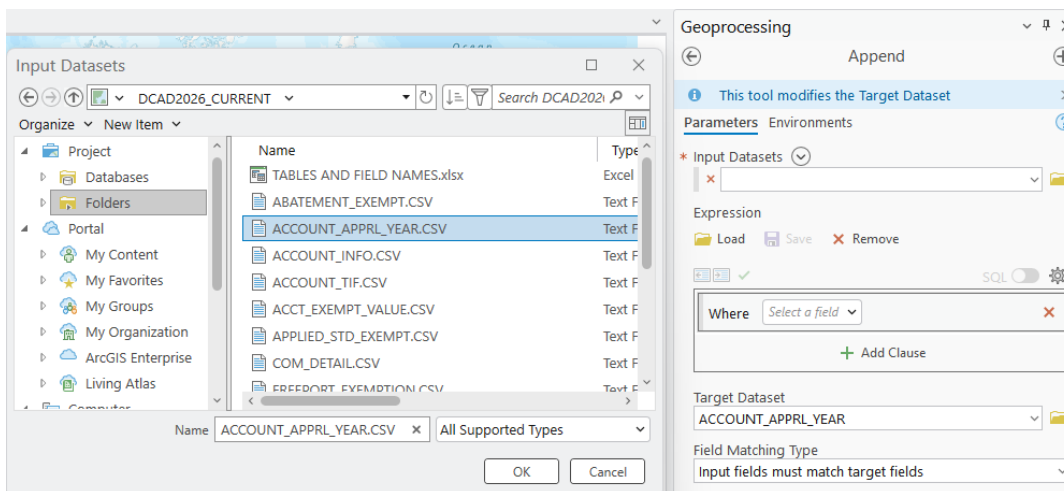 Geoprocessing
Append
This tool modifies the Target Dataset
Parameters Environments
* Input Datasets
Expression
Load Save Remove
SQL
Where Select a field
Add Clause
Target Dataset
ACCOUNT_APPRL_YEAR
Field Matching Type
Input fields must match target fields
Input Datasets
DCAD2026_CURRENT Search DCAD202
Organize New Item
Project
Databases
Folders
Portal
My Content
My Favorites
My Groups
My Organization
ArcGIS Enterprise
Living Atlas
Computer
Name Type
TABLES AND FIELD NAMES.xlsx Excel
ABATEMENT_EXEMPT.CSV Text F
ACCOUNT_APPRL_YEAR.CSV Text F
ACCOUNT_INFO.CSV Text F
ACCOUNT_TIF.CSV Text F
ACCT_EXEMPT_VALUE.CSV Text F
APPLIED_STD_EXEMPT.CSV Text F
COM_DETAIL.CSV Text F
FREEPORT_EXEMPTION.CSV Text F
Name ACCOUNT_APPRL_YEAR.CSV All Supported Types
OK Cancel